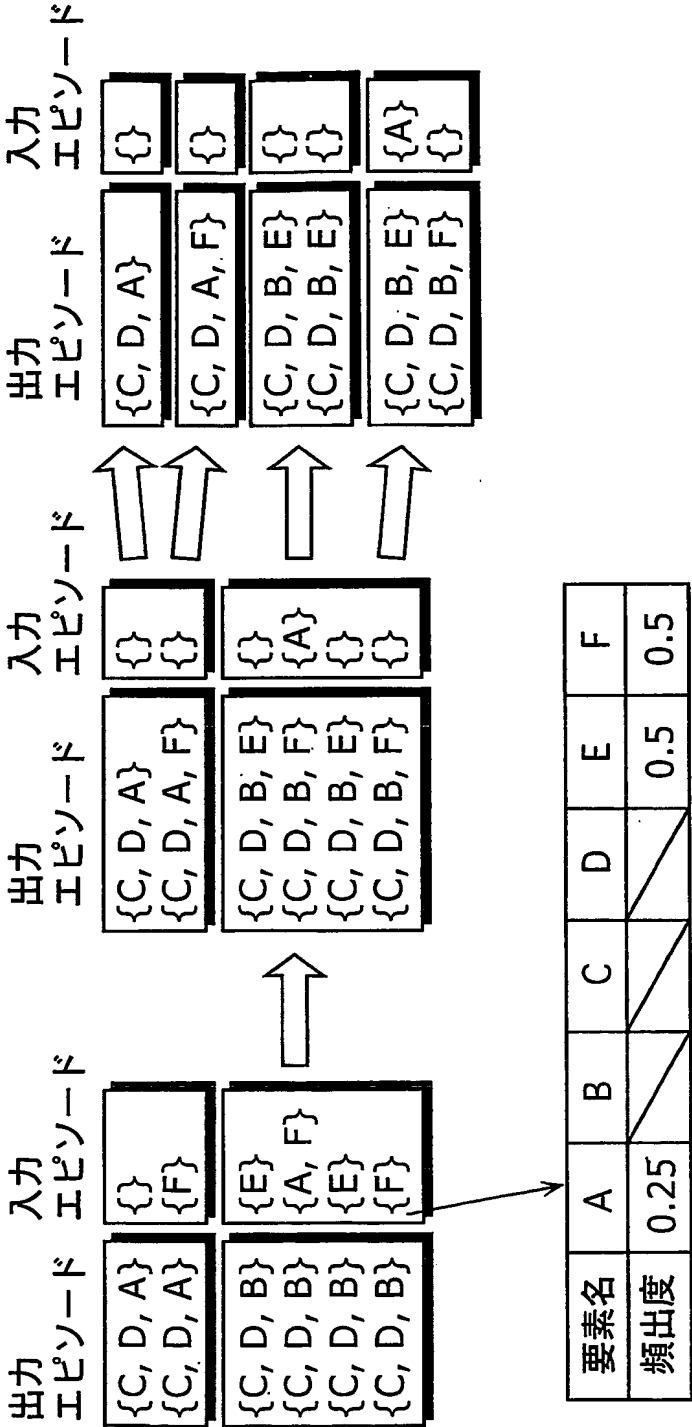 出力
エピソード
{C, D, A}
{C, D, A}
{C, D, B}
{C, D, B}
{C, D, B}
{C, D, B}
入力
エピソード
{}
{F}
{E}
{A, F}
{E}
{F}
出力
エピソード
{C, D, A}
{C, D, A, F}
{C, D, B, E}
{C, D, B, F}
{C, D, B, E}
{C, D, B, F}
入力
エピソード
{}
{}
{}
{A}
{}
{}
出力
エピソード
{C, D, A}
{C, D, A, F}
{C, D, B, E}
{C, D, B, E}
{C, D, B, E}
{C, D, B, F}
入力
エピソード
{}
{}
{}
{}
{A}
{}
要素名 A B C D E F
頻出度 0.25 0.5 0.5